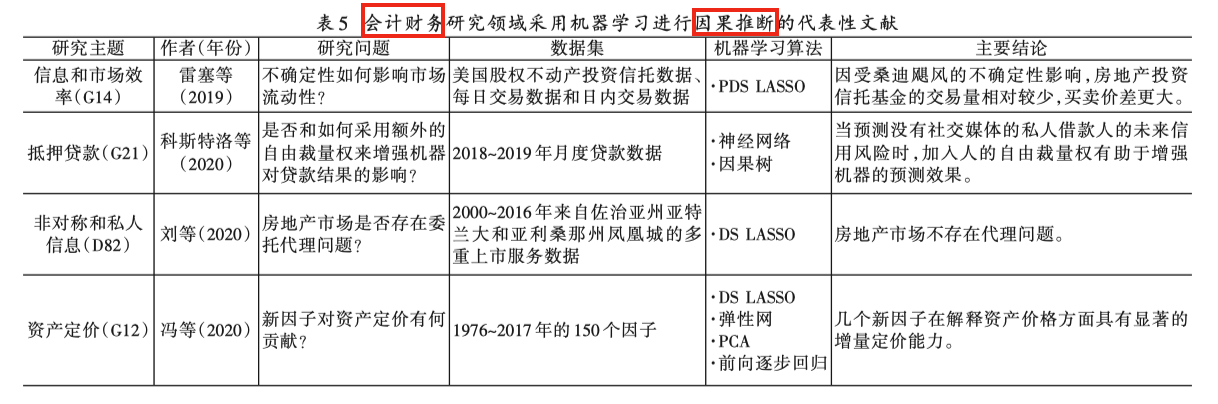 表5 会计财务研究领域采用机器学习进行因果推断的代表性文献
研究主题 作者(年份) 研究问题 数据集 机器学习算法 主要结论
信息和市场效
率(G14)
雷塞等
(2019)
不确定性如何影响市场
流动性?
美国股权不动产投资信托数据、
每日交易数据和日内交易数据
·PDS LASSO
因受桑迪飓风的不确定性影响,房地产投资
信托基金的交易量相对较少,买卖价差更大。
抵押贷款(G21)
科斯特洛等
(2020)
是否和如何采用额外的
自由裁量权来增强机器
对贷款结果的影响?
2018~2019年月度贷款数据
·神经网络
·因果树
当预测没有社交媒体的私人借款人的未来信
用风险时,加入人的自由裁量权有助于增强
机器的预测效果。
非对称和私人
信息(D82)
刘等(2020)
房地产市场是否存在委
托代理问题?
2000~2016年来自佐治亚州亚特
兰大和亚利桑那州凤凰城的多
重上市服务数据
·DS LASSO
房地产市场不存在代理问题。
资产定价(G12)
冯等(2020)
新因子对资产定价有何
贡献?
1976~2017年的150个因子
·DS LASSO
·弹性网
·PCA
·前向逐步回归
几个新因子在解释资产价格方面具有显著的
增量定价能力。